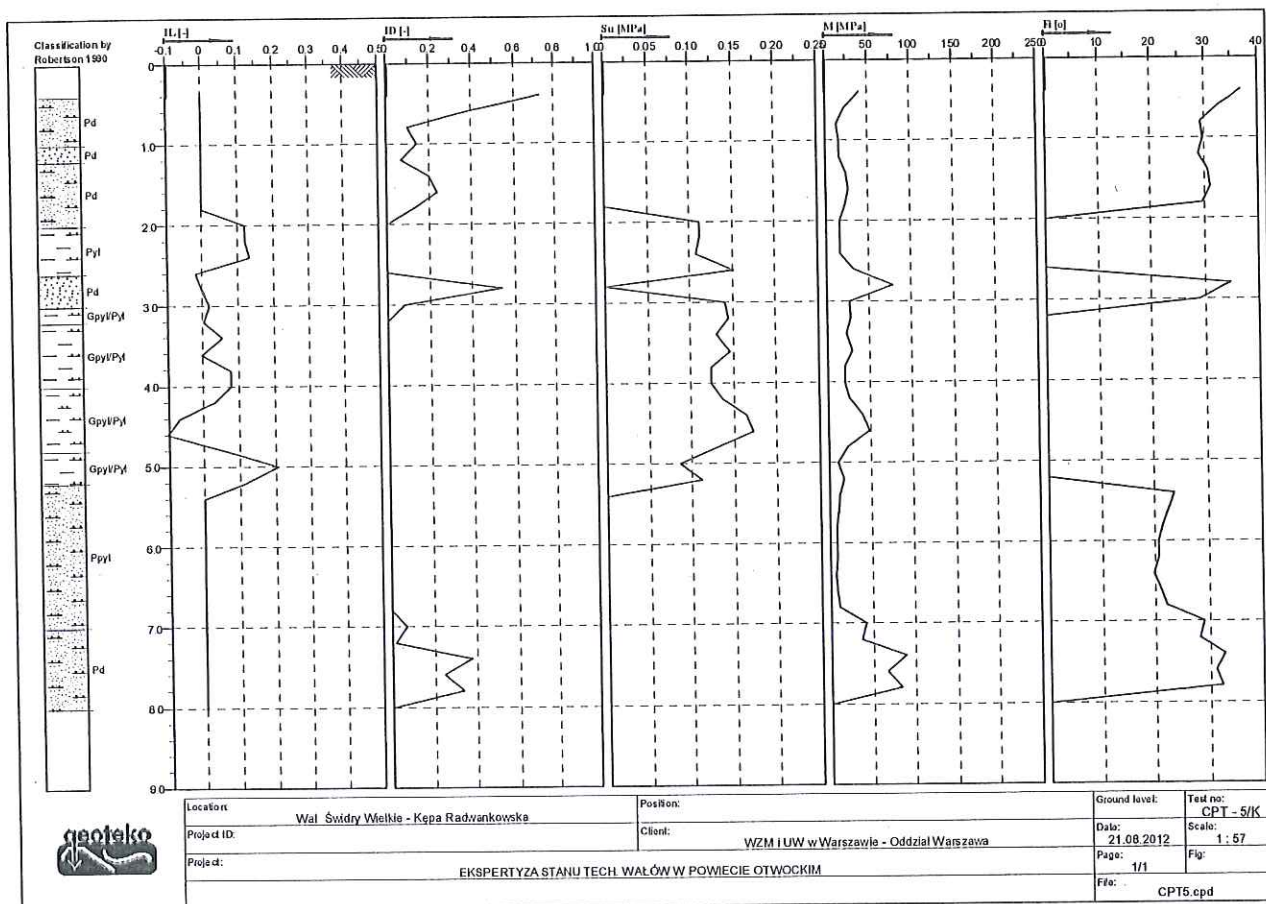 Classification by
Robertson 1990
IL [-]
-0.1 0 0.1 0.2 0.3 0.4 0.5
ID [-]
0 0.2 0.4 0.6 0.8 1.0
Su [MPa]
0.0 0.05 0.10 0.15 0.20 0.25
M [MPa]
0 50 100 150 200 250
FI [o]
0 10 20 30 40
0
1.0
2.0
3.0
4.0
5.0
6.0
7.0
8.0
9.0
Pd
Pd
Pd
Pyl
Pd
Gpyl/Pyl
Gpyl/Pyl
Gpyl/Pyl
Gpyl/Pyl
Ppyl
Pd
geoteko
Location:
Wał Świdry Wielkie - Kępa Radwankowska
Position:
Ground level:
Test no:
CPT - 5/K
Project ID:
Client:
WZM i UW w Warszawie - Oddział Warszawa
Date:
21.08.2012
Scale:
1 : 57
Project:
EKSPERTYZA STANU TECH. WAŁÓW W POWIECIE OTWOCKIM
Page:
1/1
Fig:
File:
CPT5.cpd